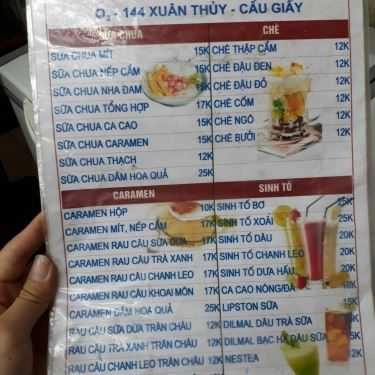 O₂ - 144 XUÂN THỦY - CẦU GIẤY
SỮA CHUA
SỮA CHUA MÍT 15K
SỮA CHUA NẾP CẨM 15K
SỮA CHUA NHA ĐAM 15K
SỮA CHUA TỔNG HỢP 17K
SỮA CHUA CA CAO 15K
SỮA CHUA CARAMEN 15K
SỮA CHUA THẠCH 12K
SỮA CHUA DẦM HOA QUẢ 25K
CHÈ
CHÈ THẬP CẨM 12K
CHÈ ĐẬU ĐEN 12K
CHÈ ĐẬU ĐỎ 12K
CHÈ CỐM 12K
CHÈ NGÔ 12K
CHÈ BƯỞI 12K
CARAMEN
CARAMEN HỘP 10K
CARAMEN MÍT, NẾP CẨM 17K
CARAMEN RAU CÂU SỮA DỪA 17K
CARAMEN RAU CÂU TRÀ XANH 17K
CARAMEN RAU CÂU CHANH LEO 17K
CARAMEN RAU CÂU KHOAI MÔN 17K
CARAMEN DẦM HOA QUẢ 25K
RAU CÂU SỮA DỪA TRÂN CHÂU 12K
RAU CÂU TRÀ XANH TRÂN CHÂU 12K
RAU CÂU CHANH LEO TRÂN CHÂU 12K
SINH TỐ
SINH TỐ BƠ
SINH TỐ XOÀI 25K
SINH TỐ DÂU 20K
SINH TỐ CHANH LEO 20K
SINH TỐ DƯA HẤU 20K
CA CAO NÓNG/ĐÁ
LIPSTON SỮA 15K
DILMAL DÂU TRÀ SỮA
DILMAL BẠC HÀ SỮA 15K
NESTEA 15K